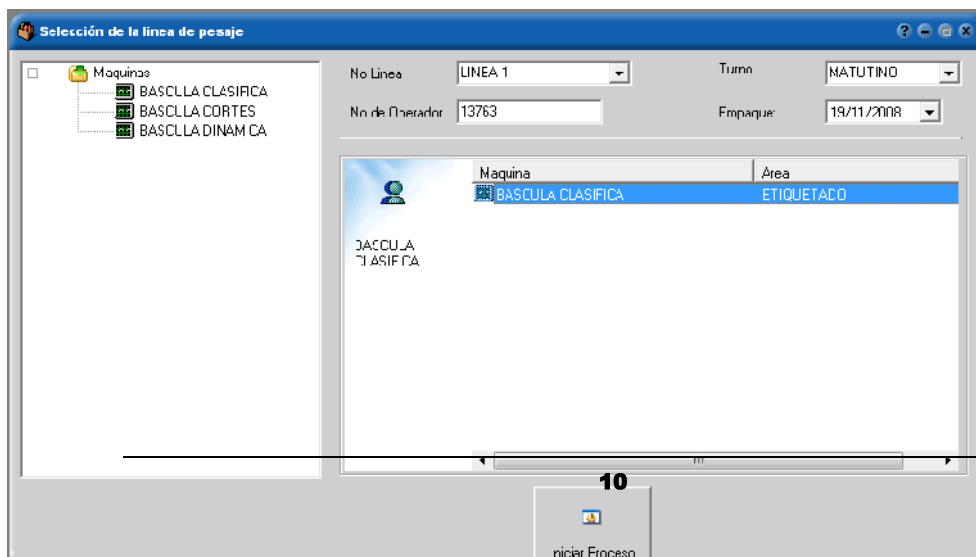 Selección de la linea de pesaje
Maquinas
BASCULA CLASIFICA
BASCULA CORTES
BASCULA DINAMICA
No Linea LINEA 1 Turno MATUTINO
No de Operador 13763 Empaque: 19/11/2008
Maquina Area
BASCULA CLASIFICA ETIQUETADO
BASCULA
CLASIFICA
10
Iniciar Proceso